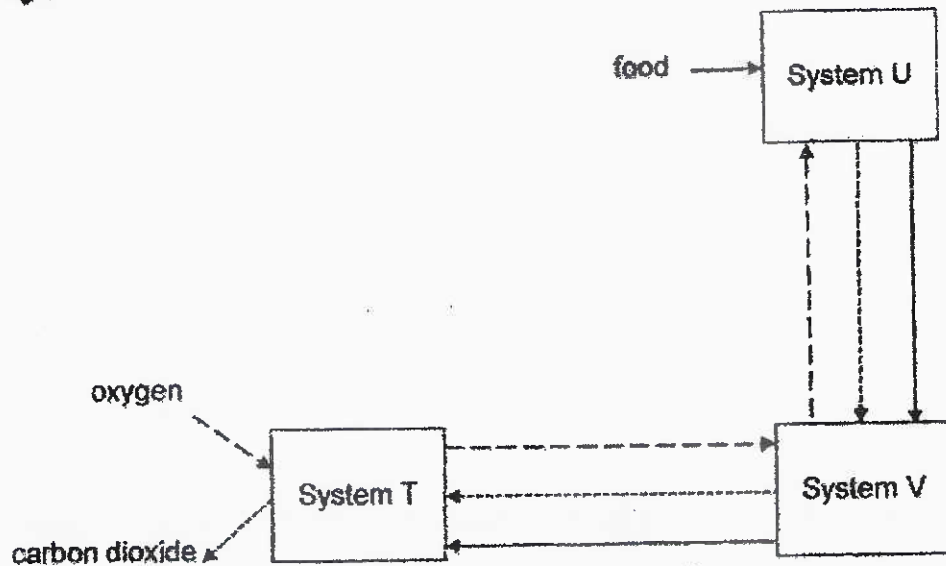 food
System U
oxygen
System T
System V
carbon dioxide